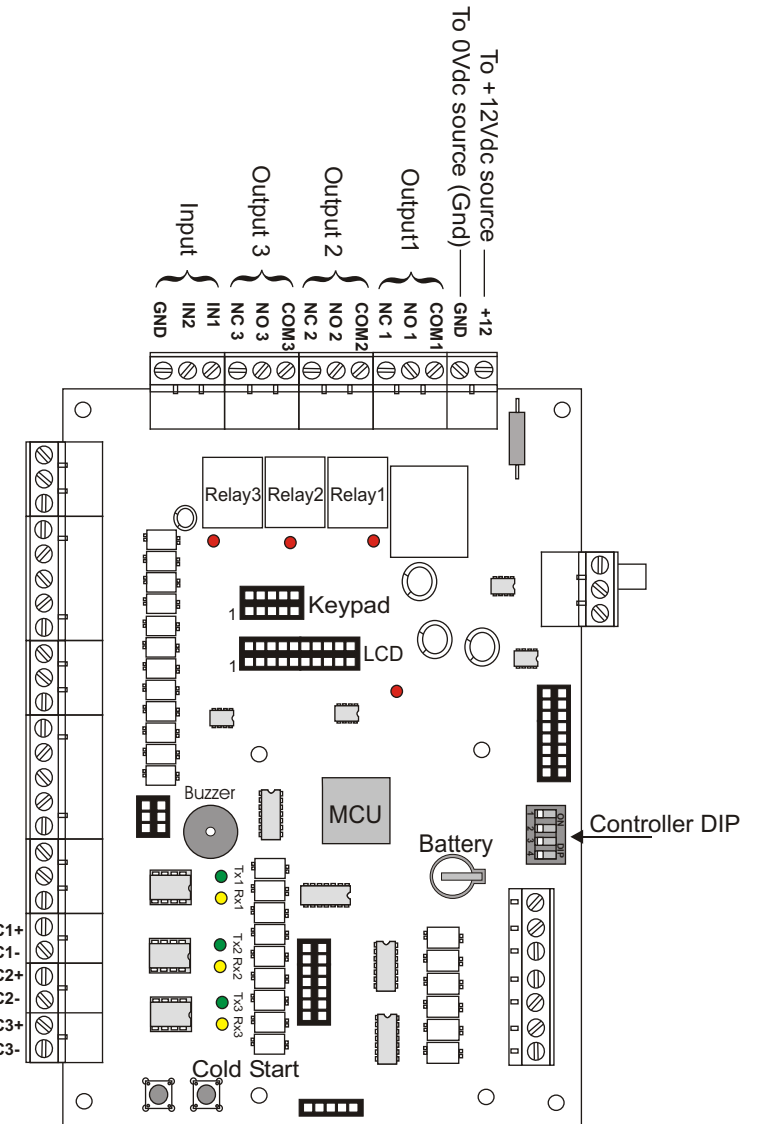 To +12Vdc source
To 0Vdc source (Gnd)
Output1
Output 2
Output 3
Input
GND
IN2
IN1
NC 3
NO 3
COM3
NC 2
NO 2
COM2
NC 1
NO 1
COM1
GND
+12
Relay3
Relay2
Relay1
1
Keypad
1
LCD
Buzzer
MCU
ON
DIP
1
2
3
4
Controller DIP
Battery
Tx1 Rx1
Tx2 Rx2
Tx3 Rx3
C1+
C1-
C2+
C2-
C3+
C3-
Cold Start